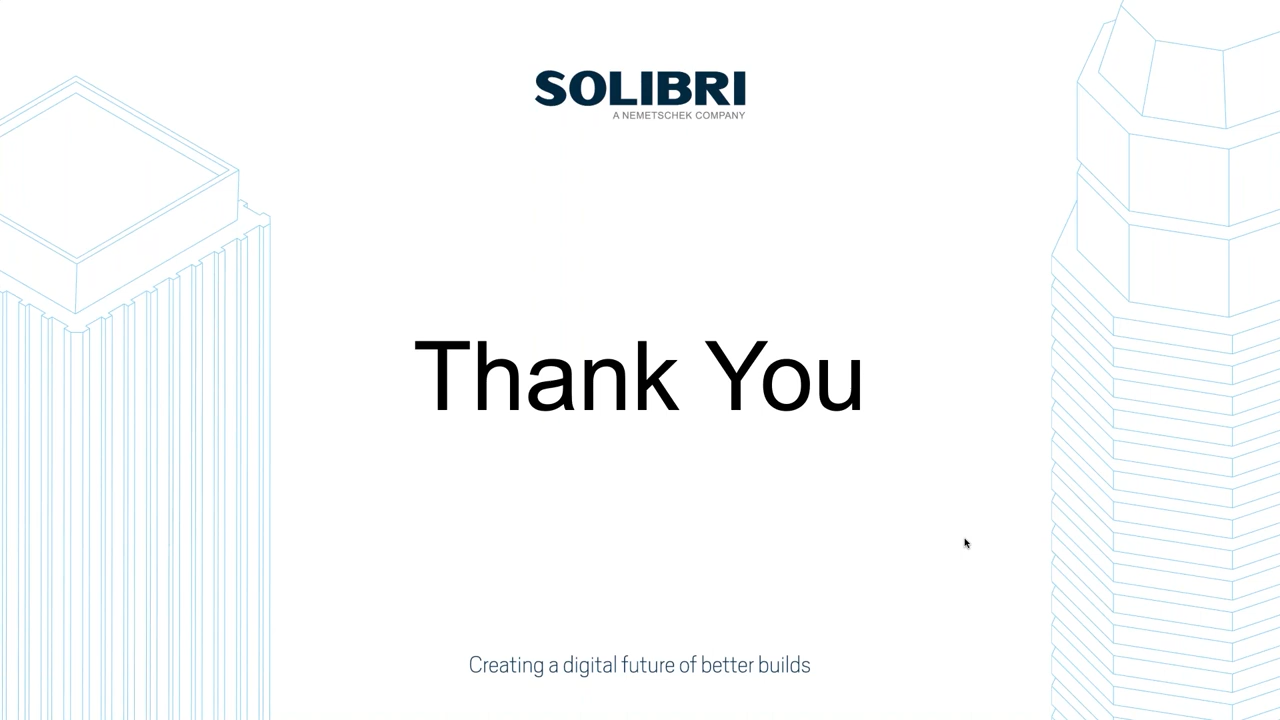 SOLIBRI
A NEMETSCHEK COMPANY
Thank You
Creating a digital future of better builds